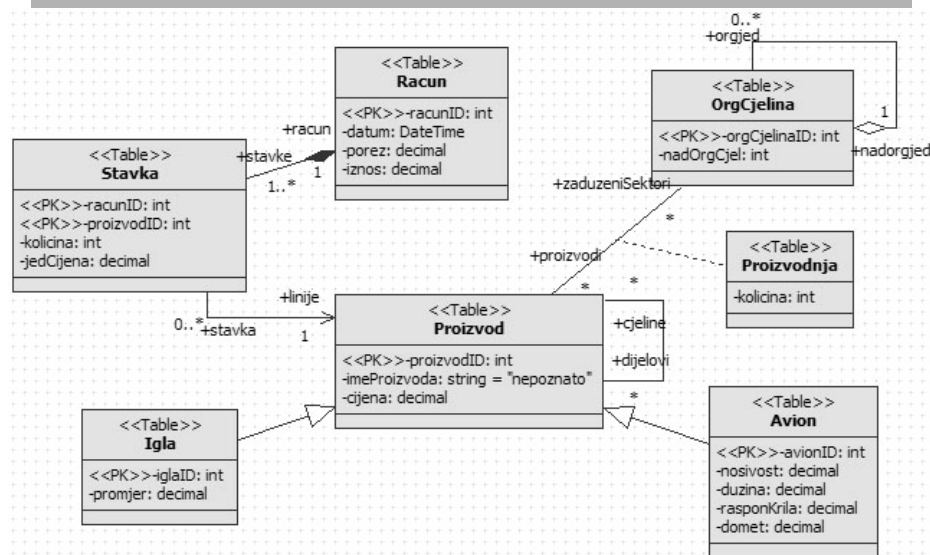 0..*
+orgjed
<<Table>>
Racun
<<PK>>-racunID: int
-datum: DateTime
-porez: decimal
-iznos: decimal
<<Table>>
OrgCjelina
<<PK>>-orgCjelinaID: int
-nadOrgCjel: int
1
+nadorgjed
+racun
1
+stavke
1..*
<<Table>>
Stavka
<<PK>>-racunID: int
<<PK>>-proizvodID: int
-kolicina: int
-jedCijena: decimal
+zaduzeniSektori
*
+proizvodi
*
<<Table>>
Proizvodnja
-kolicina: int
0..*
+stavka
+linije
1
<<Table>>
Proizvod
<<PK>>-proizvodID: int
-imeProizvoda: string = "nepoznato"
-cijena: decimal
*
+cjeline
+dijelovi
*
<<Table>>
Igla
<<PK>>-iglaID: int
-promjer: decimal
<<Table>>
Avion
<<PK>>-avionID: int
-nosivost: decimal
-duzina: decimal
-rasponKrila: decimal
-domet: decimal